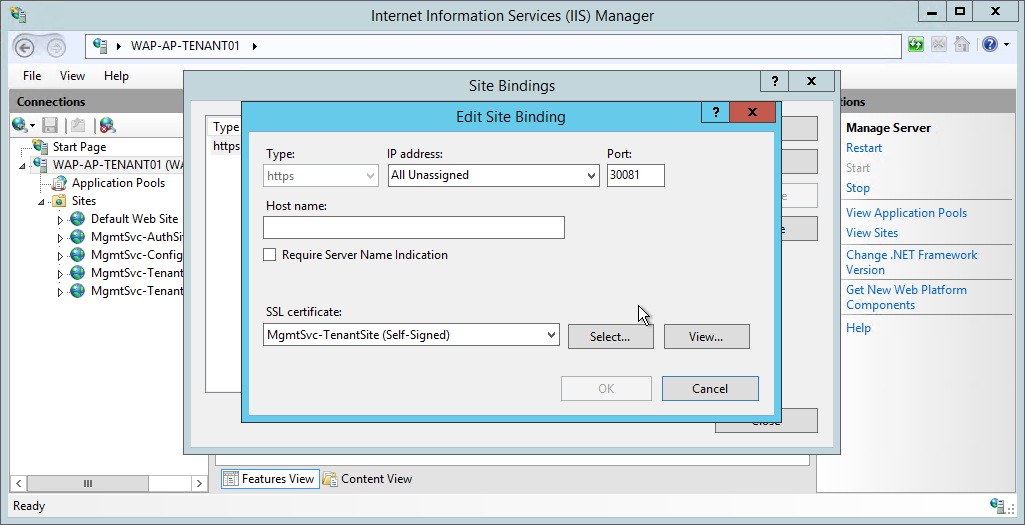 Internet Information Services (IIS) Manager
WAP-AP-TENANT01
File View Help
Connections
Start Page
WAP-AP-TENANT01 (WA
Application Pools
Sites
Default Web Site
MgmtSvc-AuthSit
MgmtSvc-Config
MgmtSvc-Tenant
MgmtSvc-Tenant
Site Bindings
?
Type
https
Edit Site Binding
?
Type:
IP address:
Port:
https
All Unassigned
30081
Host name:
Require Server Name Indication
SSL certificate:
MgmtSvc-TenantSite (Self-Signed)
Select...
View...
OK
Cancel
Close
Features View
Content View
Manage Server
Restart
Start
Stop
View Application Pools
View Sites
Change .NET Framework
Version
Get New Web Platform
Components
Help
Ready